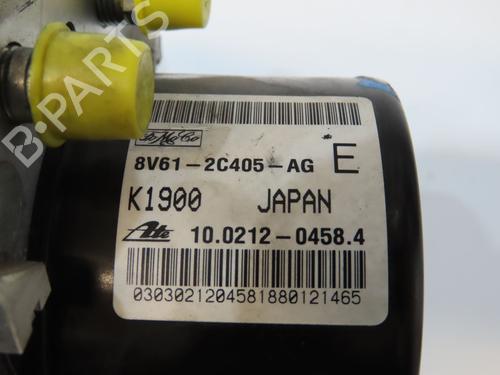 B-PARTS
FoMoCo
8V61-2C405-AG E
K1900 JAPAN
Ate 10.0212-0458.4
0303021204581880121465